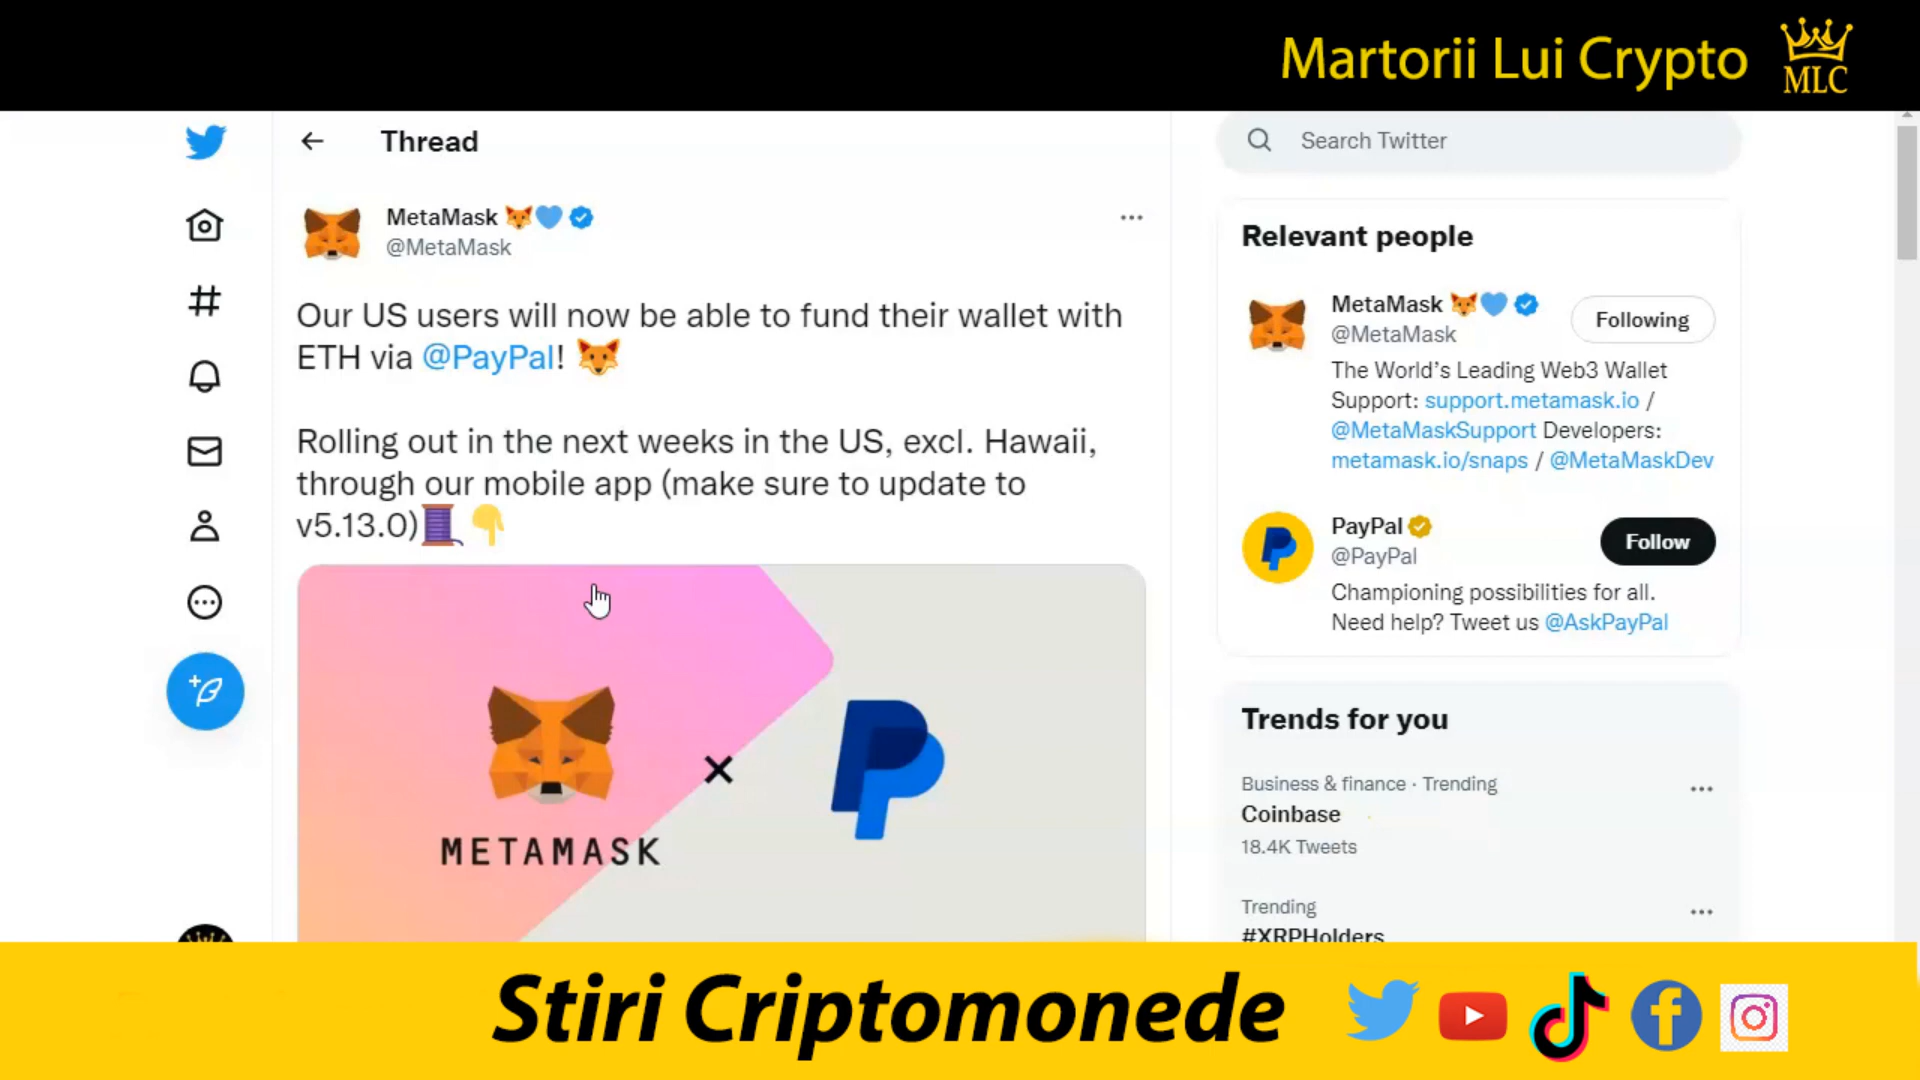 Martorii Lui Crypto
MLC
Thread
MetaMask
@MetaMask
Our US users will now be able to fund their wallet with
ETH via @PayPal!
Rolling out in the next weeks in the US, excl. Hawaii,
through our mobile app (make sure to update to
v5.13.0)
METAMASK
Search Twitter
Relevant people
MetaMask
@MetaMask
Following
The World's Leading Web3 Wallet
Support: support.metamask.io /
@MetaMaskSupport Developers:
metamask.io/snaps / @MetaMaskDev
PayPal
@PayPal
Follow
Championing possibilities for all.
Need help? Tweet us @AskPayPal
Trends for you
Business & finance · Trending
Coinbase
18.4K Tweets
Trending
#XRPHolders
Stiri Criptomonede